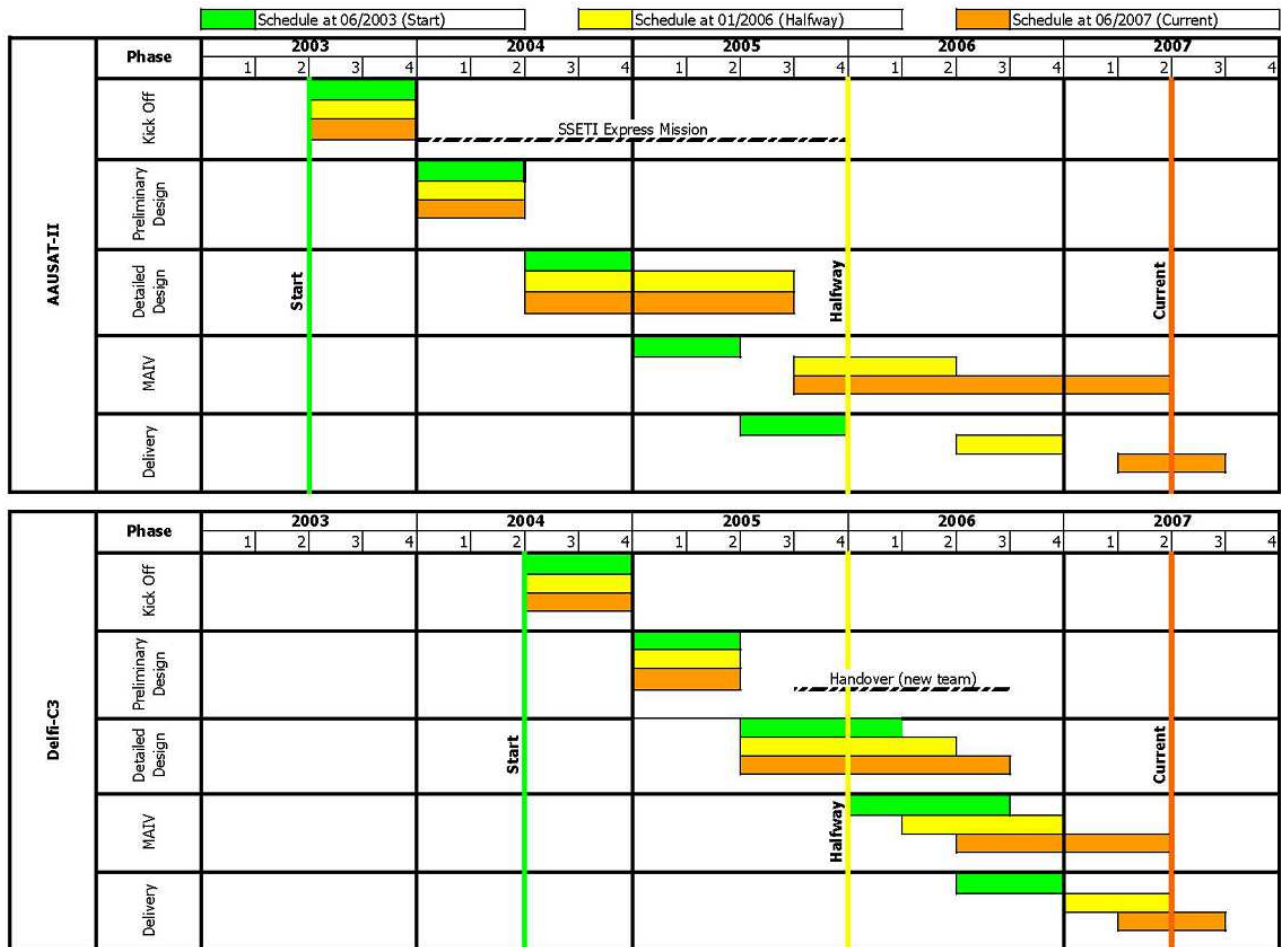 Schedule at 06/2003 (Start) Schedule at 01/2006 (Halfway) Schedule at 06/2007 (Current)
Phase 2003 2004 2005 2006 2007
1 2 3 4 1 2 3 4 1 2 3 4 1 2 3 4 1 2 3 4
AAUSAT-II
Kick Off
SSETI Express Mission
Preliminary
Design
Detailed
Design
Start
Halfway
Current
MAIV
Delivery
Phase 2003 2004 2005 2006 2007
1 2 3 4 1 2 3 4 1 2 3 4 1 2 3 4 1 2 3 4
Delfi-C3
Kick Off
Preliminary
Design
Handover (new team)
Detailed
Design
Start
Halfway
Current
MAIV
Delivery